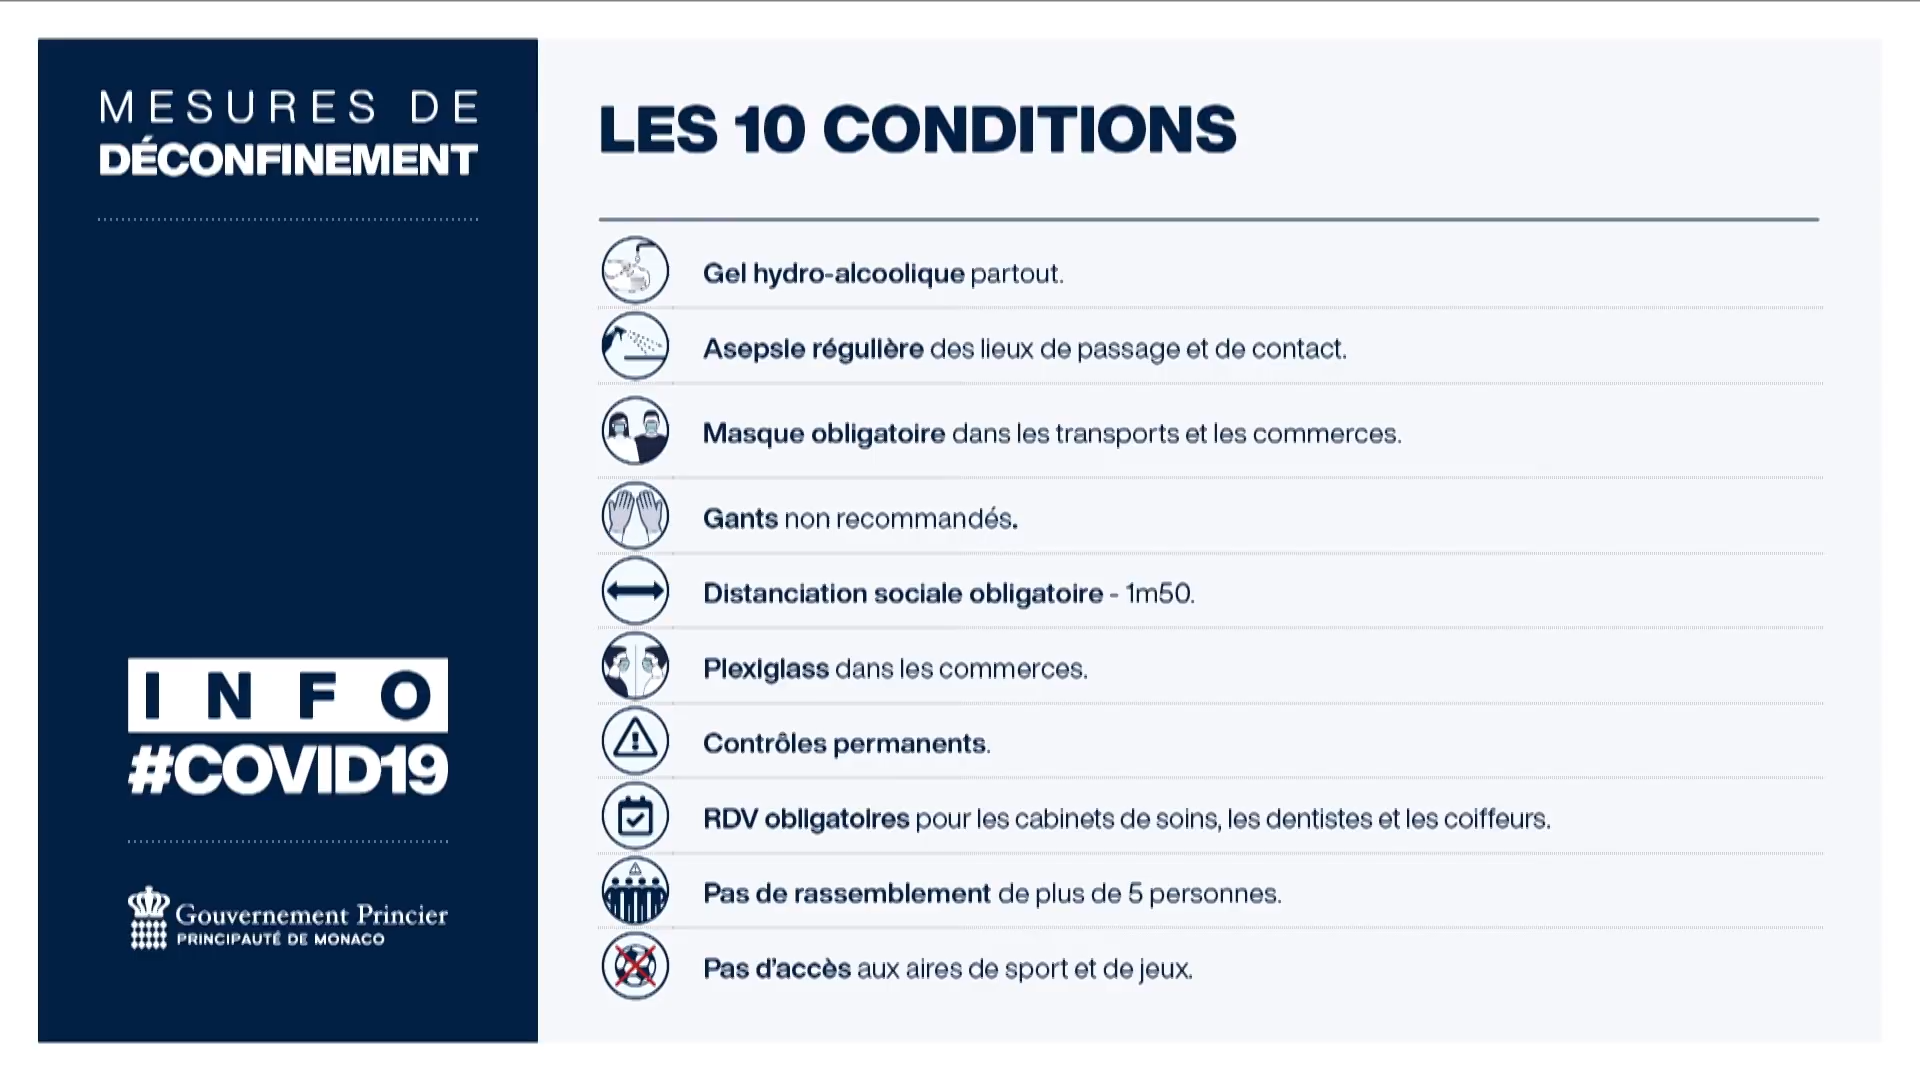 MESURES DE
DÉCONFINEMENT
INFO
#COVID19
Gouvernement Princier
PRINCIPAUTÉ DE MONACO
LES 10 CONDITIONS
Gel hydro-alcoolique partout.
Asepsie régulière des lieux de passage et de contact.
Masque obligatoire dans les transports et les commerces.
Gants non recommandés.
Distanciation sociale obligatoire - 1m50.
Plexiglass dans les commerces.
Contrôles permanents.
RDV obligatoires pour les cabinets de soins, les dentistes et les coiffeurs.
Pas de rassemblement de plus de 5 personnes.
Pas d'accès aux aires de sport et de jeux.